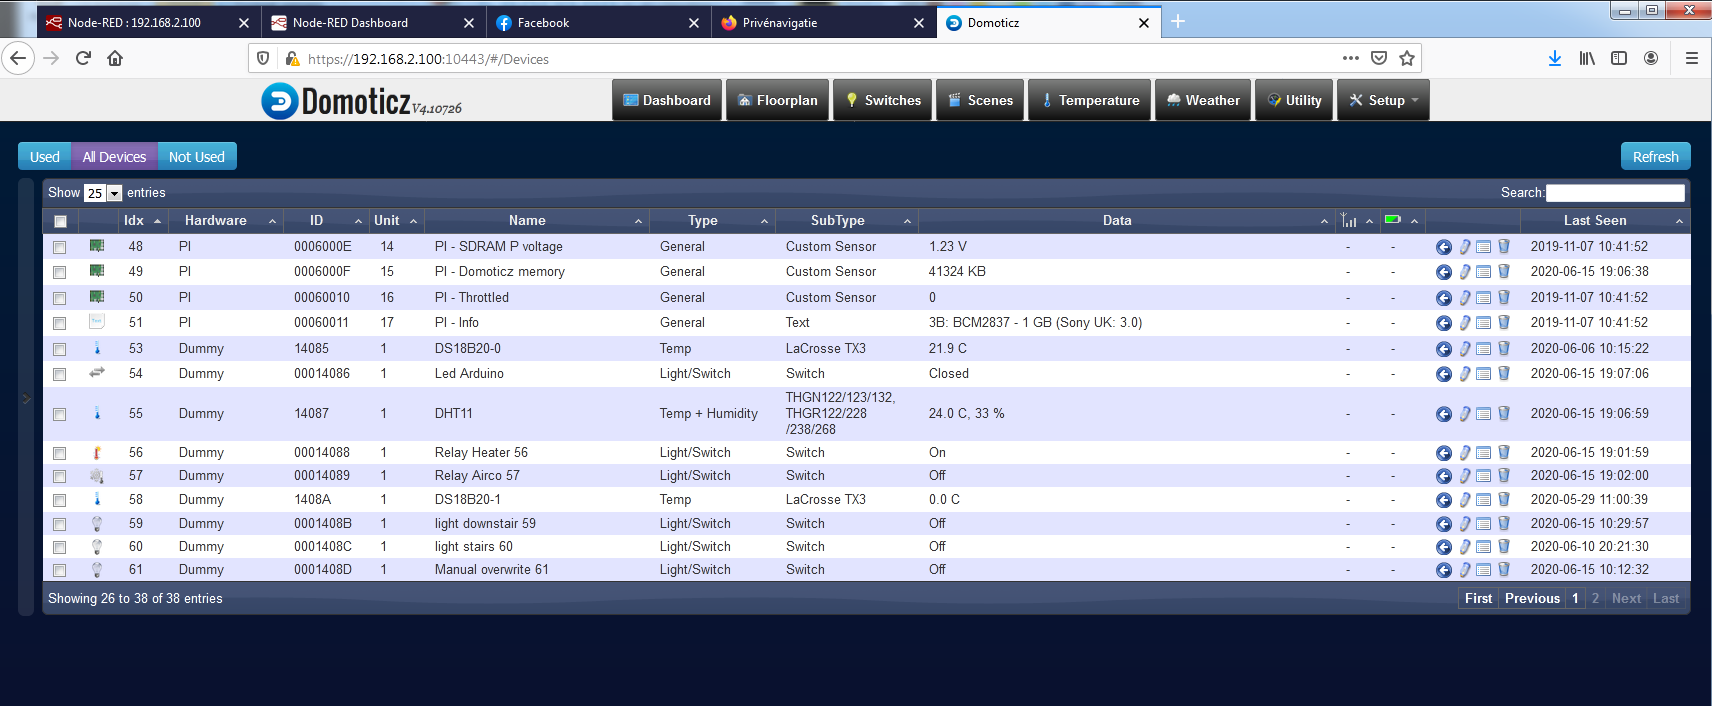 Node-RED : 192.168.2.100 Node-RED Dashboard Facebook Privénavigatie Domoticz
https://192.168.2.100:10443/#/Devices
Domoticz V4.10726 Dashboard Floorplan Switches Scenes Temperature Weather Utility Setup
Used All Devices Not Used Refresh
Show 25 entries Search:
Idx Hardware ID Unit Name Type SubType Data Last Seen
48 PI 0006000E 14 PI - SDRAM P voltage General Custom Sensor 1.23 V - - 2019-11-07 10:41:52
49 PI 0006000F 15 PI - Domoticz memory General Custom Sensor 41324 KB - - 2020-06-15 19:06:38
50 PI 00060010 16 PI - Throttled General Custom Sensor 0 - - 2019-11-07 10:41:52
51 PI 00060011 17 PI - Info General Text 3B: BCM2837 - 1 GB (Sony UK: 3.0) - - 2019-11-07 10:41:52
53 Dummy 14085 1 DS18B20-0 Temp LaCrosse TX3 21.9 C - - 2020-06-06 10:15:22
54 Dummy 00014086 1 Led Arduino Light/Switch Switch Closed - - 2020-06-15 19:07:06
55 Dummy 14087 1 DHT11 Temp + Humidity THGN122/123/132, THGR122/228 /238/268 24.0 C, 33 % - - 2020-06-15 19:06:59
56 Dummy 00014088 1 Relay Heater 56 Light/Switch Switch On - - 2020-06-15 19:01:59
57 Dummy 00014089 1 Relay Airco 57 Light/Switch Switch Off - - 2020-06-15 19:02:00
58 Dummy 1408A 1 DS18B20-1 Temp LaCrosse TX3 0.0 C - - 2020-05-29 11:00:39
59 Dummy 0001408B 1 light downstair 59 Light/Switch Switch Off - - 2020-06-15 10:29:57
60 Dummy 0001408C 1 light stairs 60 Light/Switch Switch Off - - 2020-06-10 20:21:30
61 Dummy 0001408D 1 Manual overwrite 61 Light/Switch Switch Off - - 2020-06-15 10:12:32
Showing 26 to 38 of 38 entries First Previous 1 2 Next Last